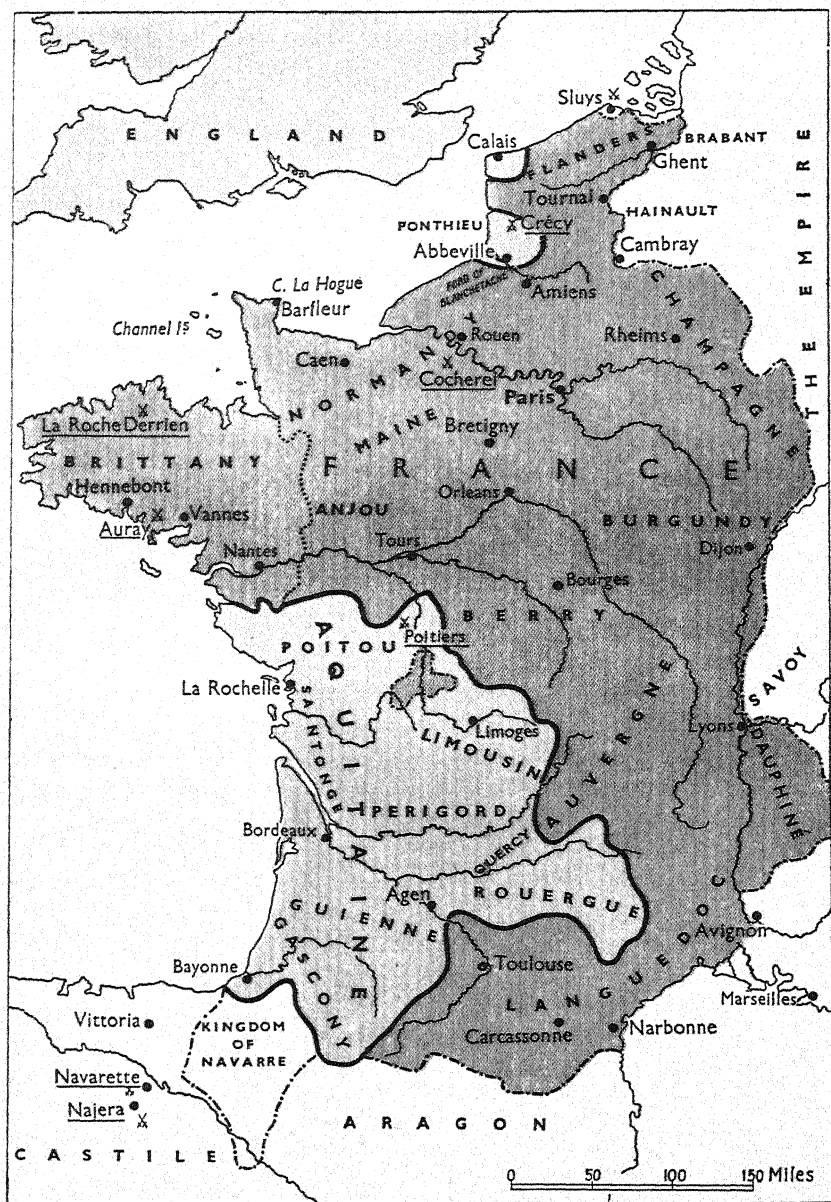 ENGLAND
Sluys
Calais
FLANDERS
BRABANT
Ghent
Tournai
HAINAULT
THE EMPIRE
PONTHIEU
Crécy
Abbeville
Cambray
FORD OF
BLANCHETAQUE
Amiens
C. La Hogue
Barfleur
Channel Iˢ
Rouen
Rheims
CHAMPAGNE
Caen
NORMANDY
Cocherel
Paris
La Roche Derrien
MAINE
Bretigny
BRITTANY
FRANCE
Hennebont
Orleans
ANJOU
Vannes
Auray
BURGUNDY
Nantes
Tours
Dijon
Bourges
BERRY
POITOU
Poitiers
AQUITAINE
La Rochelle
SANTONGE
SAVOY
Limoges
LIMOUSIN
Lyons
AUVERGNE
DAUPHINÉ
PERIGORD
Bordeaux
QUERCY
Agen
ROUERGUE
GUIENNE
Avignon
GASCONY
Bayonne
Toulouse
LANGUEDOC
Marseilles
Vittoria
KINGDOM
OF
NAVARRE
Carcassonne
Narbonne
Navarette
Najera
ARAGON
CASTILE
0 50 100 150 Miles